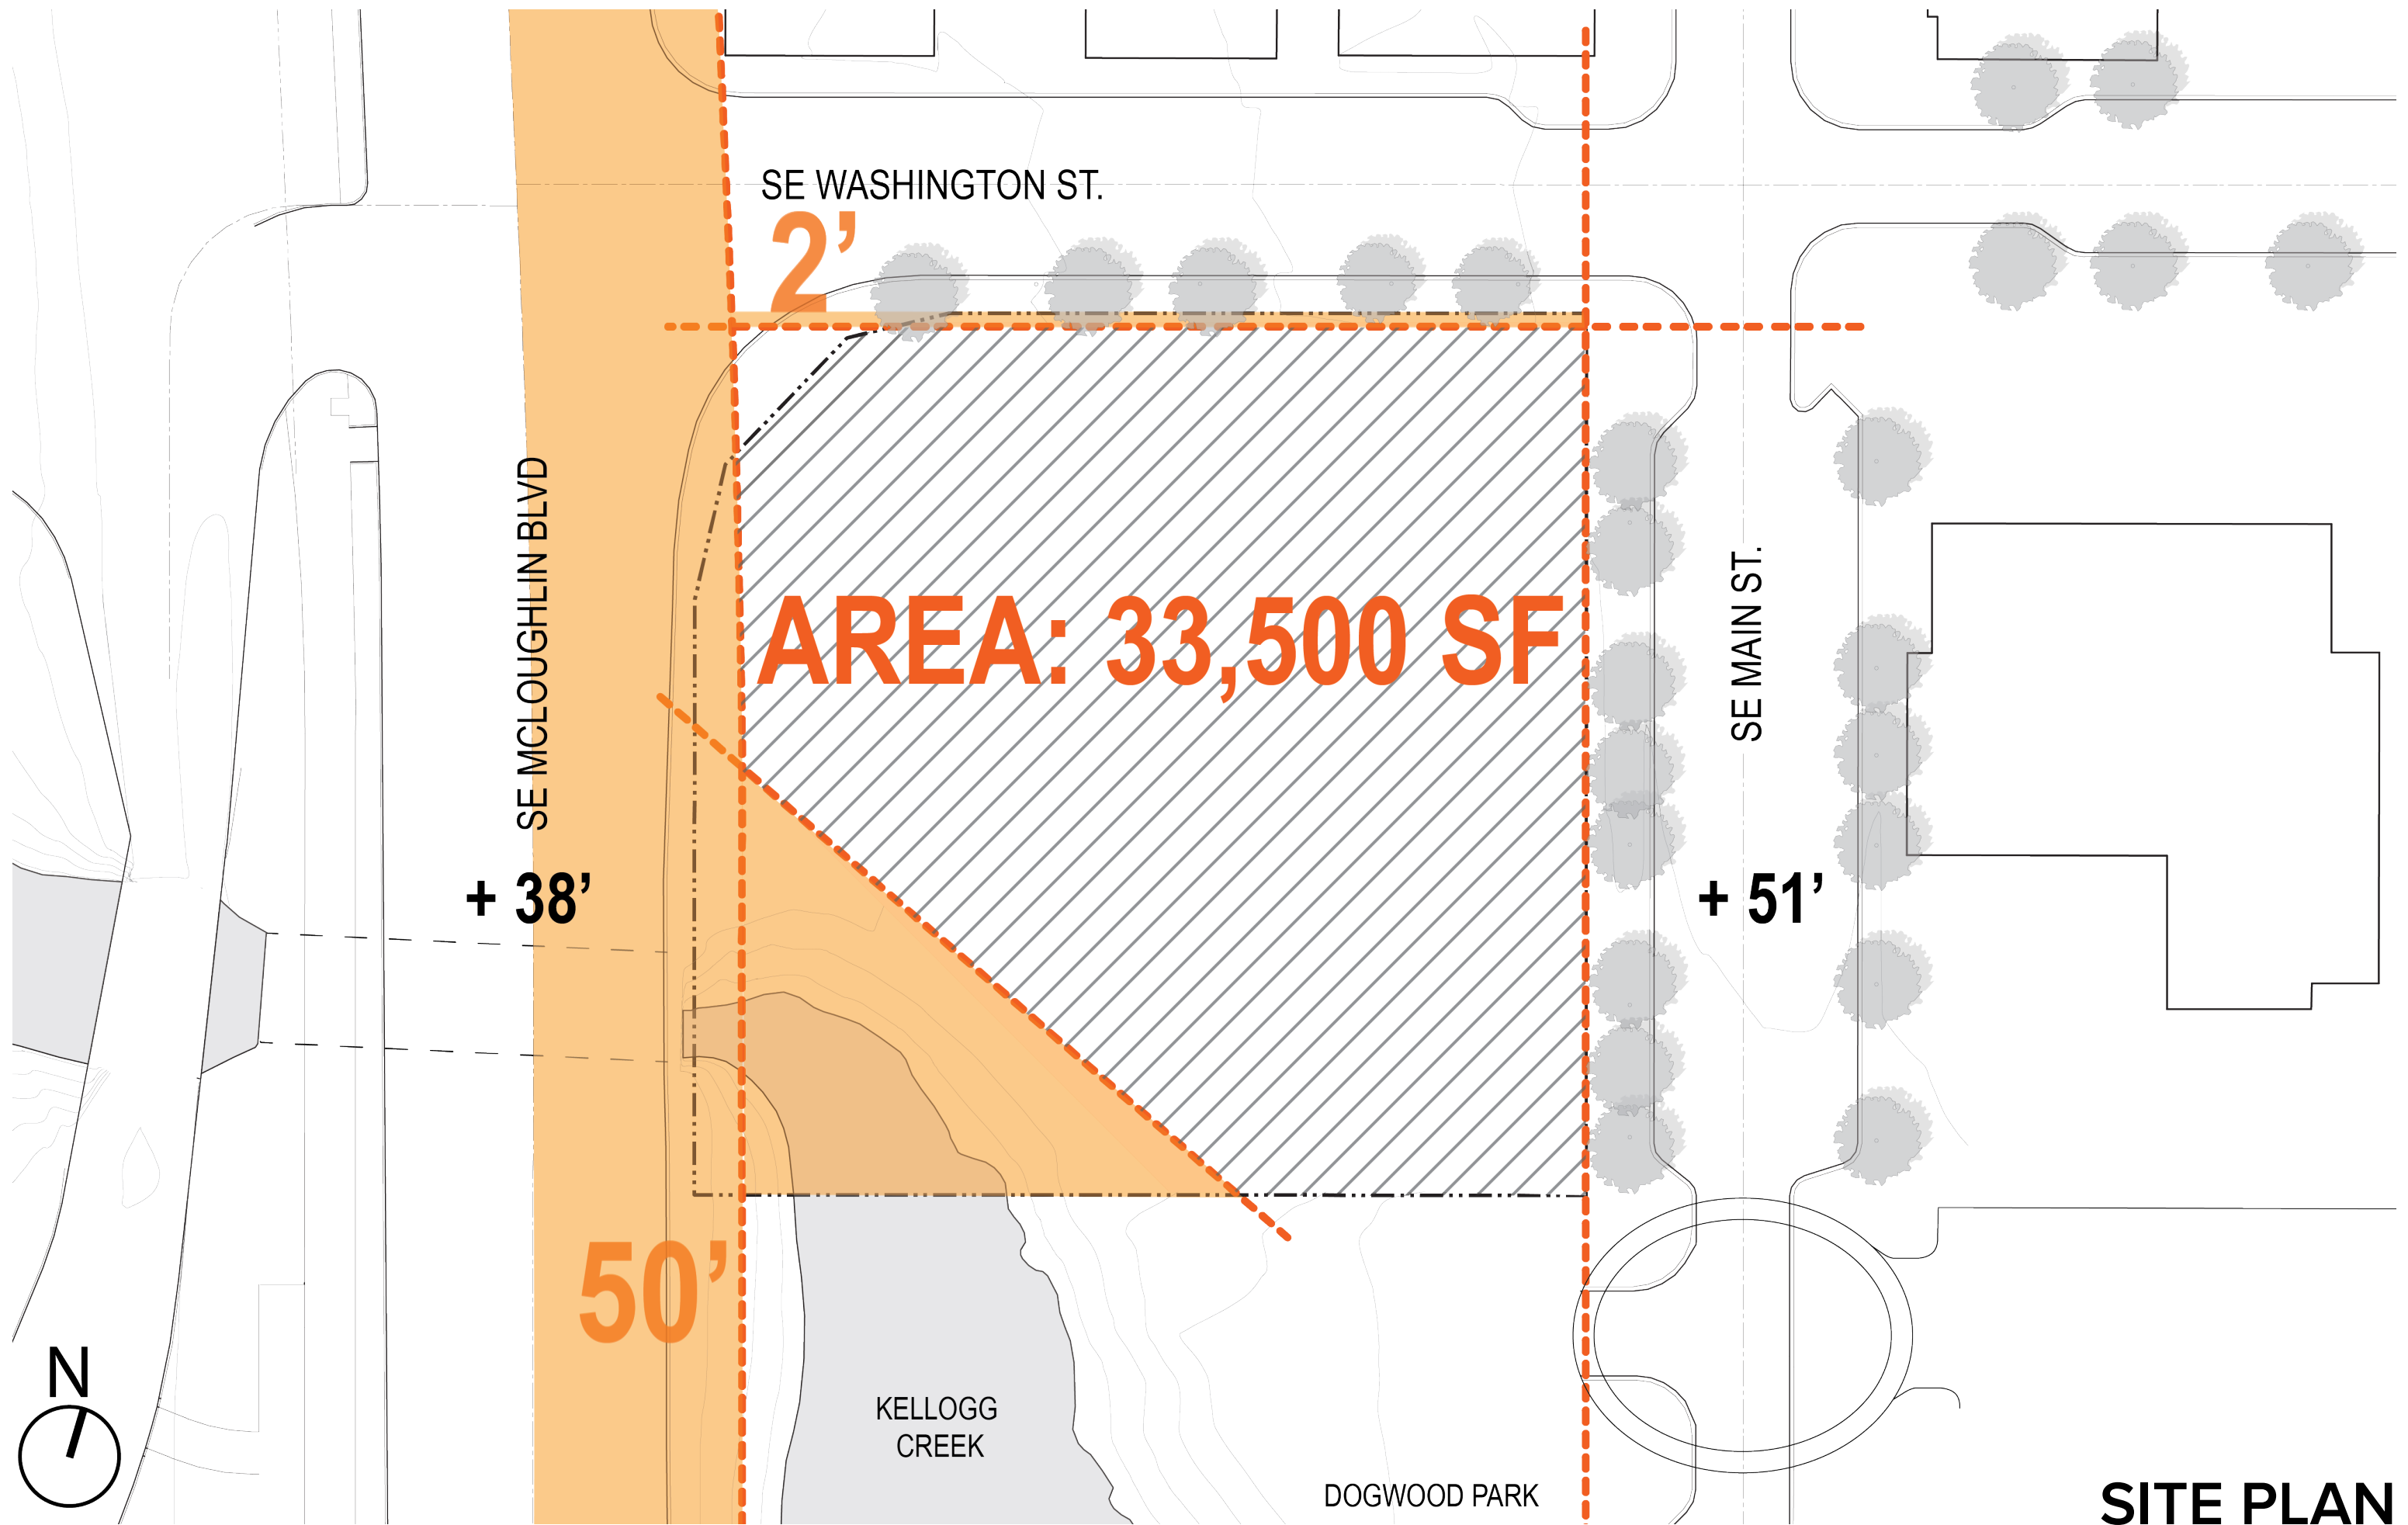 SE WASHINGTON ST.
2’
SE MCLOUGHLIN BLVD
AREA: 33,500 SF
SE MAIN ST.
+ 38’
+ 51’
50’
N
KELLOGG
CREEK
DOGWOOD PARK
SITE PLAN